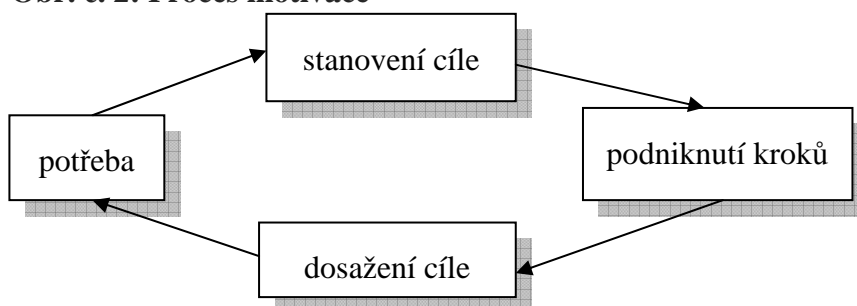 Obr. č. 2: Proces motivace
stanovení cíle
potřeba
podniknutí kroků
dosažení cíle